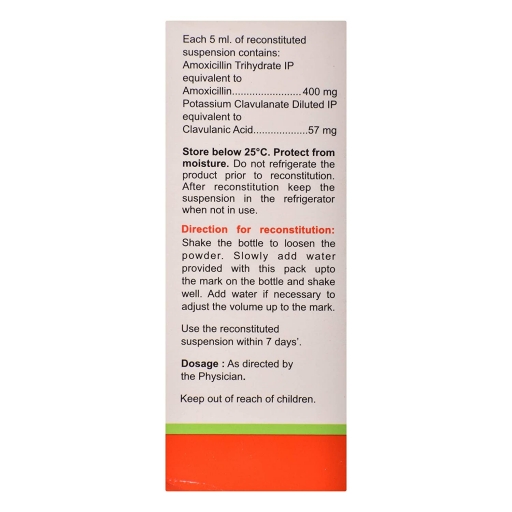 Each 5 ml. of reconstituted
suspension contains:
Amoxicillin Trihydrate IP
equivalent to
Amoxicillin........................400 mg
Potassium Clavulanate Diluted IP
equivalent to
Clavulanic Acid...................57 mg
Store below 25°C. Protect from
moisture. Do not refrigerate the
product prior to reconstitution.
After reconstitution keep the
suspension in the refrigerator
when not in use.
Direction for reconstitution:
Shake the bottle to loosen the
powder. Slowly add water
provided with this pack upto
the mark on the bottle and shake
well. Add water if necessary to
adjust the volume up to the mark.
Use the reconstituted
suspension within 7 days'.
Dosage : As directed by
the Physician.
Keep out of reach of children.